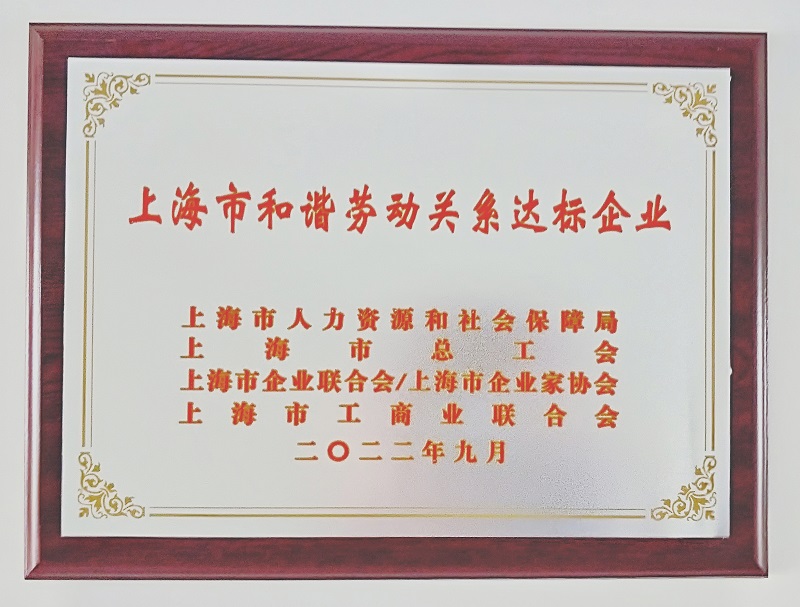 上海市和谐劳动关系达标企业
上海市人力资源和社会保障局
上海市总工会
上海市企业联合会/上海市企业家协会
上海市工商业联合会
二〇二二年九月